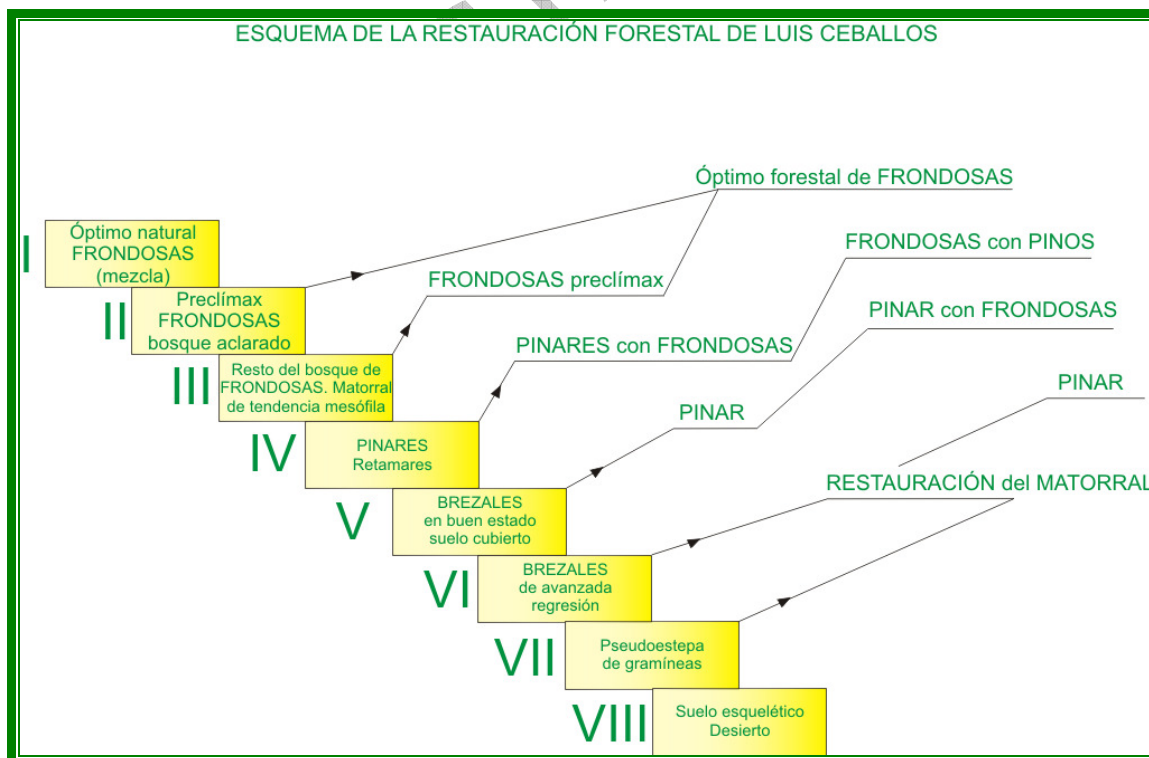 ESQUEMA DE LA RESTAURACIÓN FORESTAL DE LUIS CEBALLOS
Óptimo forestal de FRONDOSAS
I
Óptimo natural
FRONDOSAS
(mezcla)
FRONDOSAS con PINOS
FRONDOSAS preclímax
II
Preclímax
FRONDOSAS
bosque aclarado
PINAR con FRONDOSAS
PINARES con FRONDOSAS
III
Resto del bosque de
FRONDOSAS. Matorral
de tendencia mesófila
PINAR
PINAR
IV
PINARES
Retamares
RESTAURACIÓN del MATORRAL
V
BREZALES
en buen estado
suelo cubierto
VI
BREZALES
de avanzada
regresión
VII
Pseudoestepa
de gramíneas
VIII
Suelo esquelético
Desierto